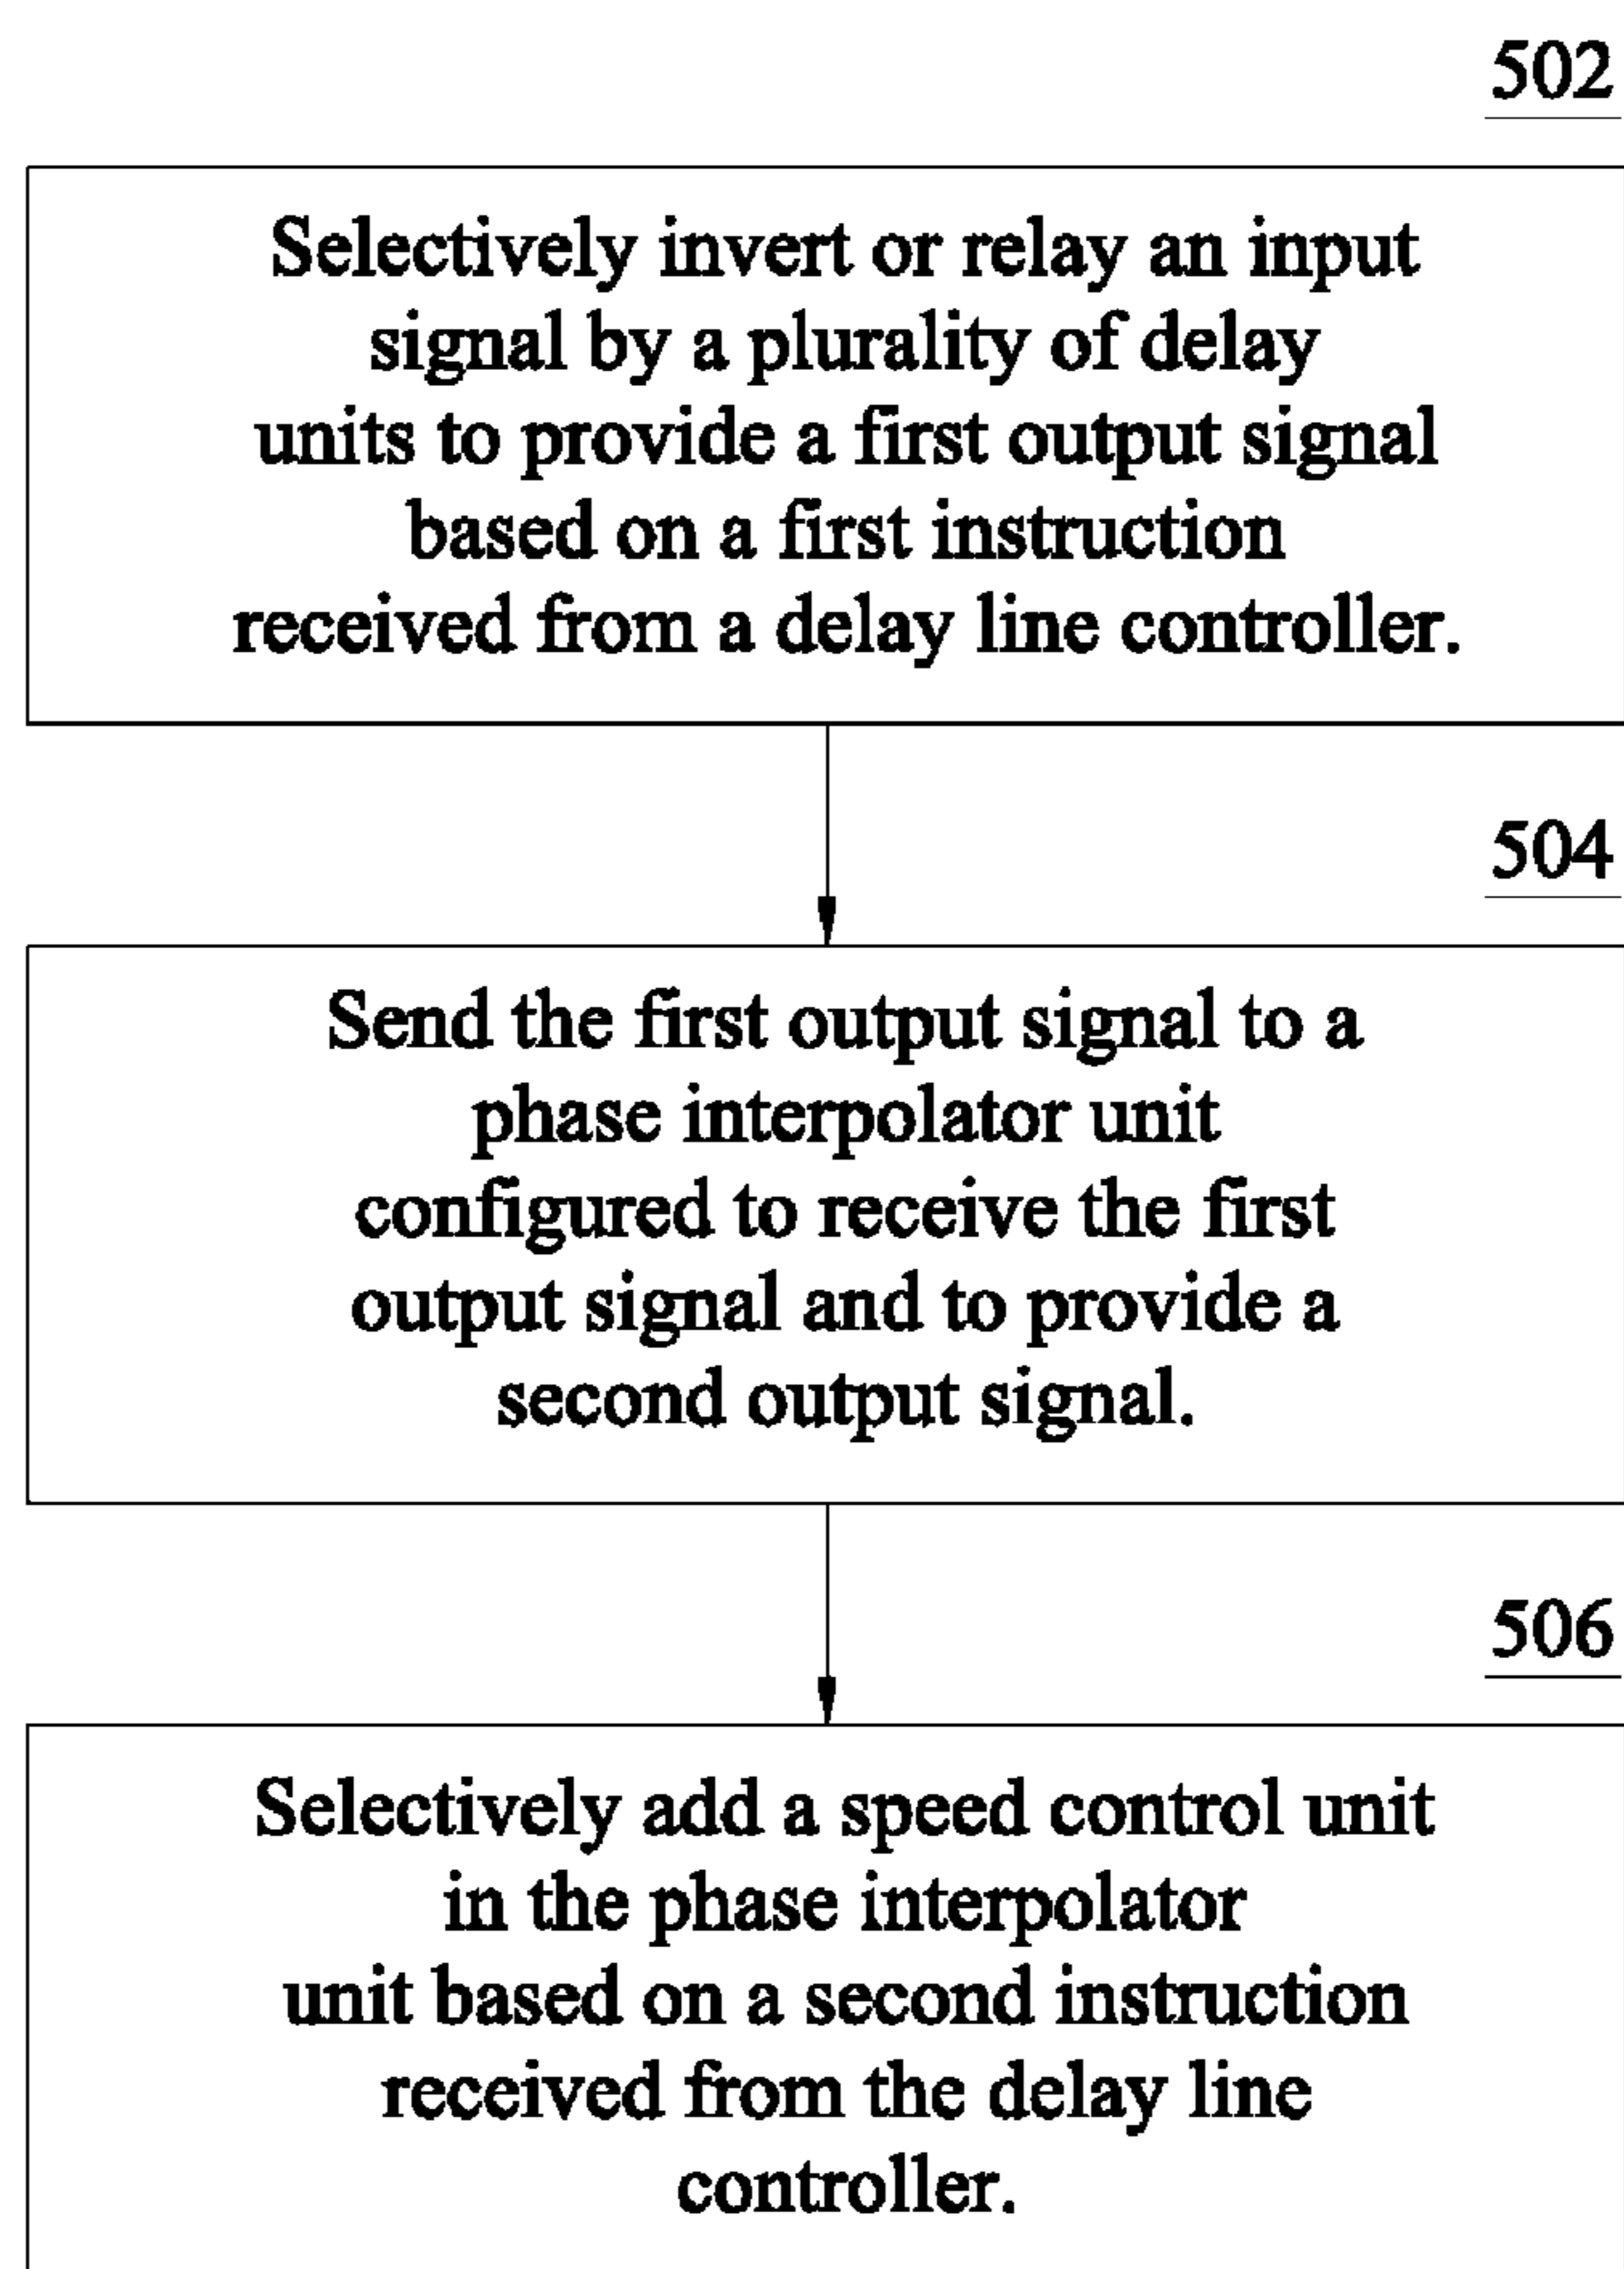 502
Selectively invert or relay an input
signal by a plurality of delay
units to provide a first output signal
based on a first instruction
received from a delay line controller.
504
Send the first output signal to a
phase interpolator unit
configured to receive the first
output signal and to provide a
second output signal.
506
Selectively add a speed control unit
in the phase interpolator
unit based on a second instruction
received from the delay line
controller.